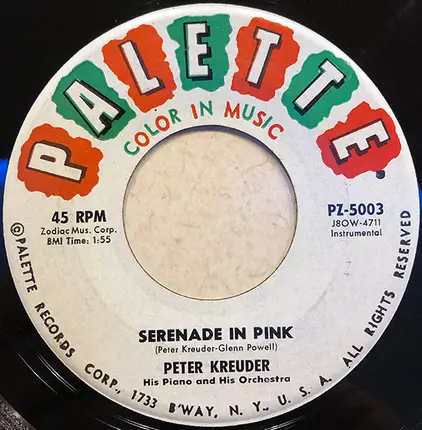 PALETTE
COLOR IN MUSIC
45 RPM
Zodiac Mus. Corp.
BMI Time: 1:55
PZ-5003
J8OW-4711
Instrumental
SERENADE IN PINK
(Peter Kreuder-Glenn Powell)
PETER KREUDER
His Piano and His Orchestra
©PALETTE RECORDS CORP., 1733 B'WAY, N. Y., U. S. A. ALL RIGHTS RESERVED